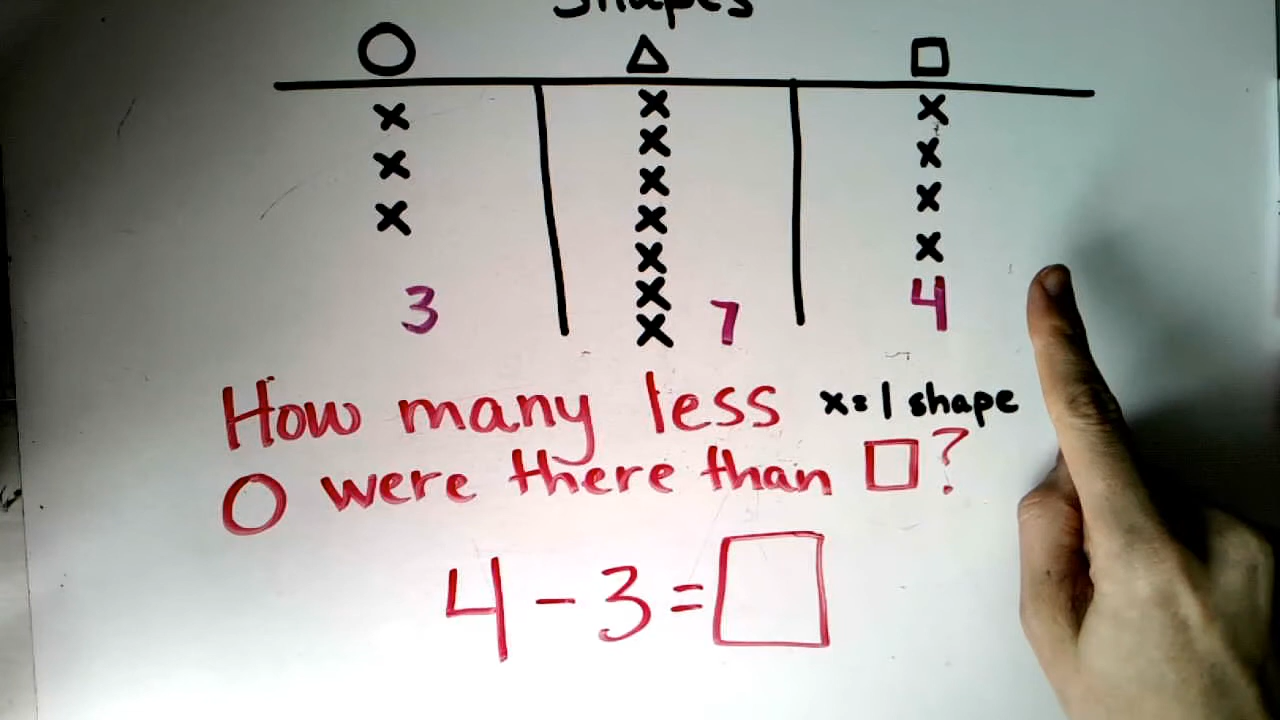 Shapes
x x x
x x x
x x x
x x x
x
3 x 7 4
x
How many less x=1 shape
were there than ?
4-3=